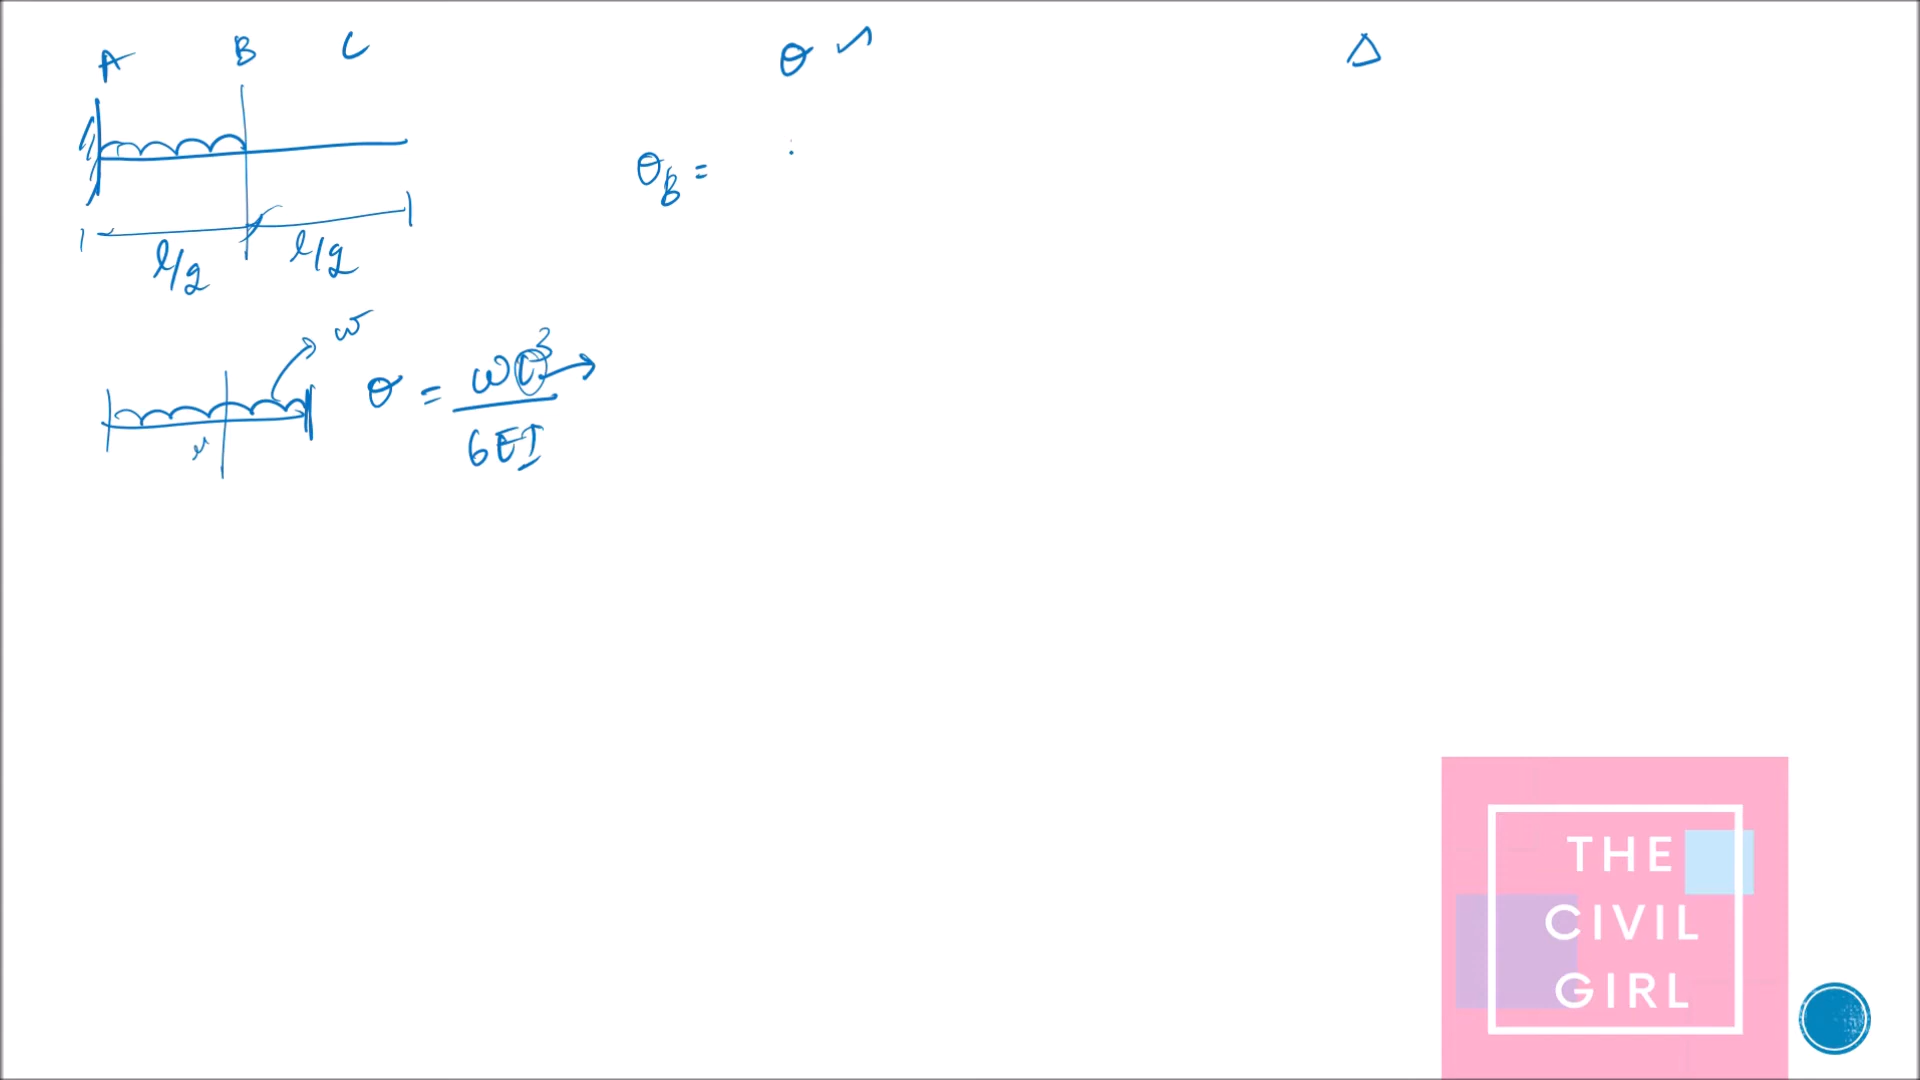 A B C
θ
Δ
θB =
l/2 l/2
w
θ = wl³/6EI
THE
CIVIL
GIRL